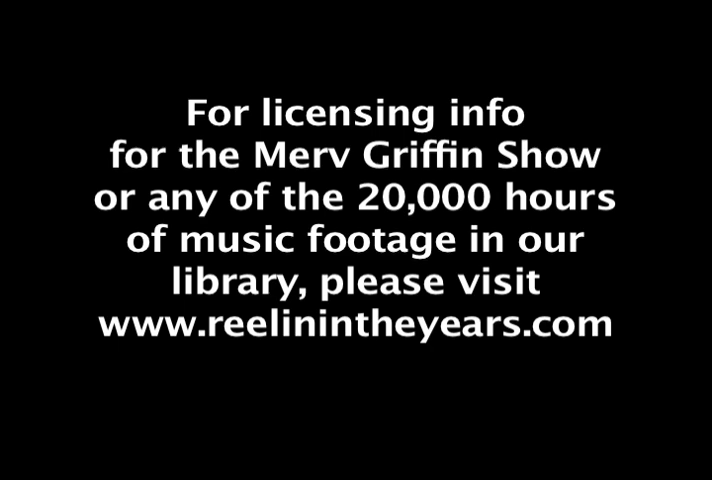 For licensing info
for the Merv Griffin Show
or any of the 20,000 hours
of music footage in our
library, please visit
www.reelinintheyears.com